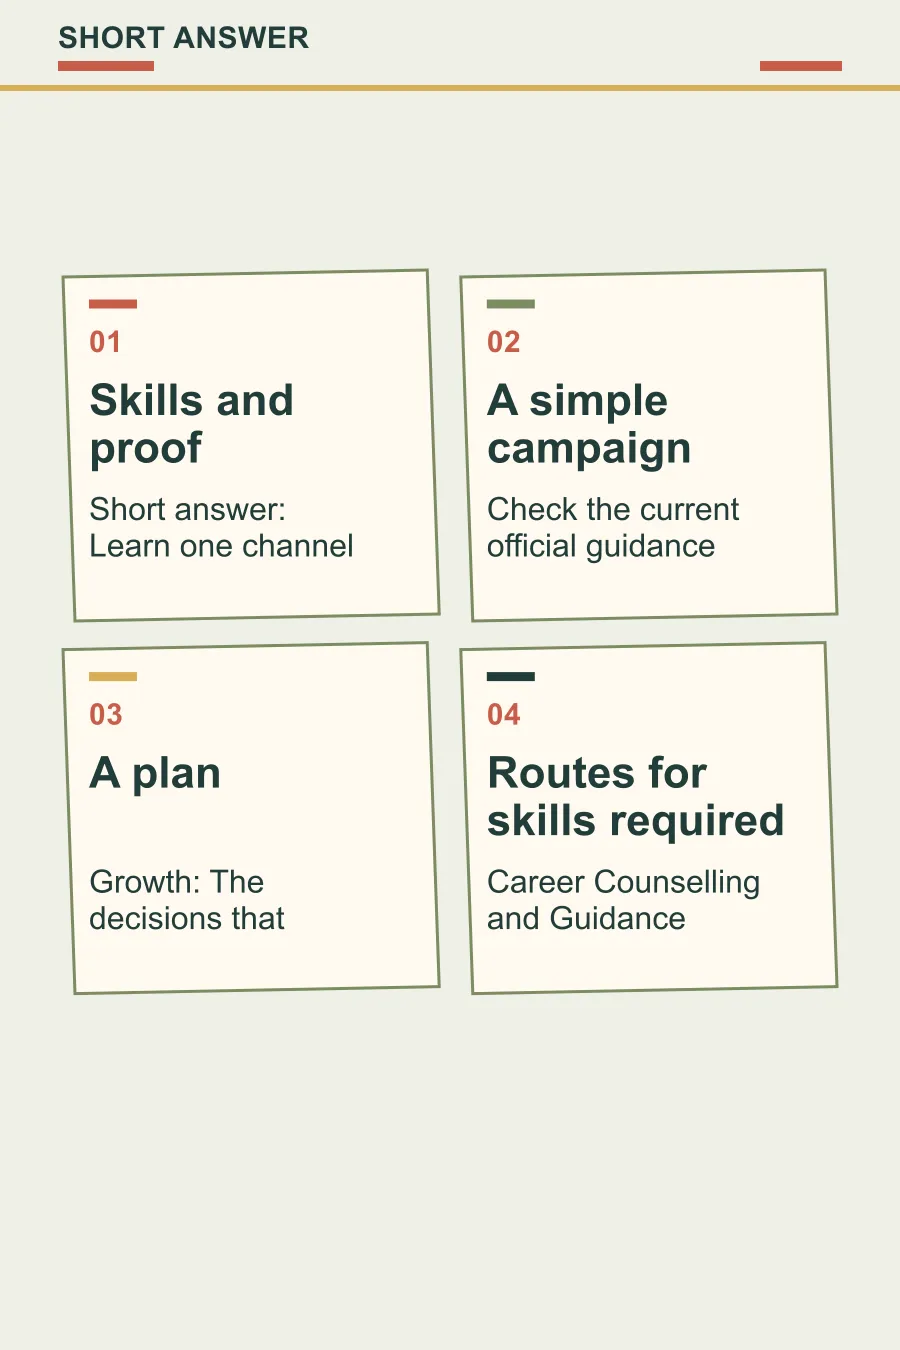 SHORT ANSWER
01
Skills and
proof
Short answer:
Learn one channel
02
A simple
campaign
Check the current
official guidance
03
A plan
Growth: The
decisions that
04
Routes for
skills required
Career Counselling
and Guidance